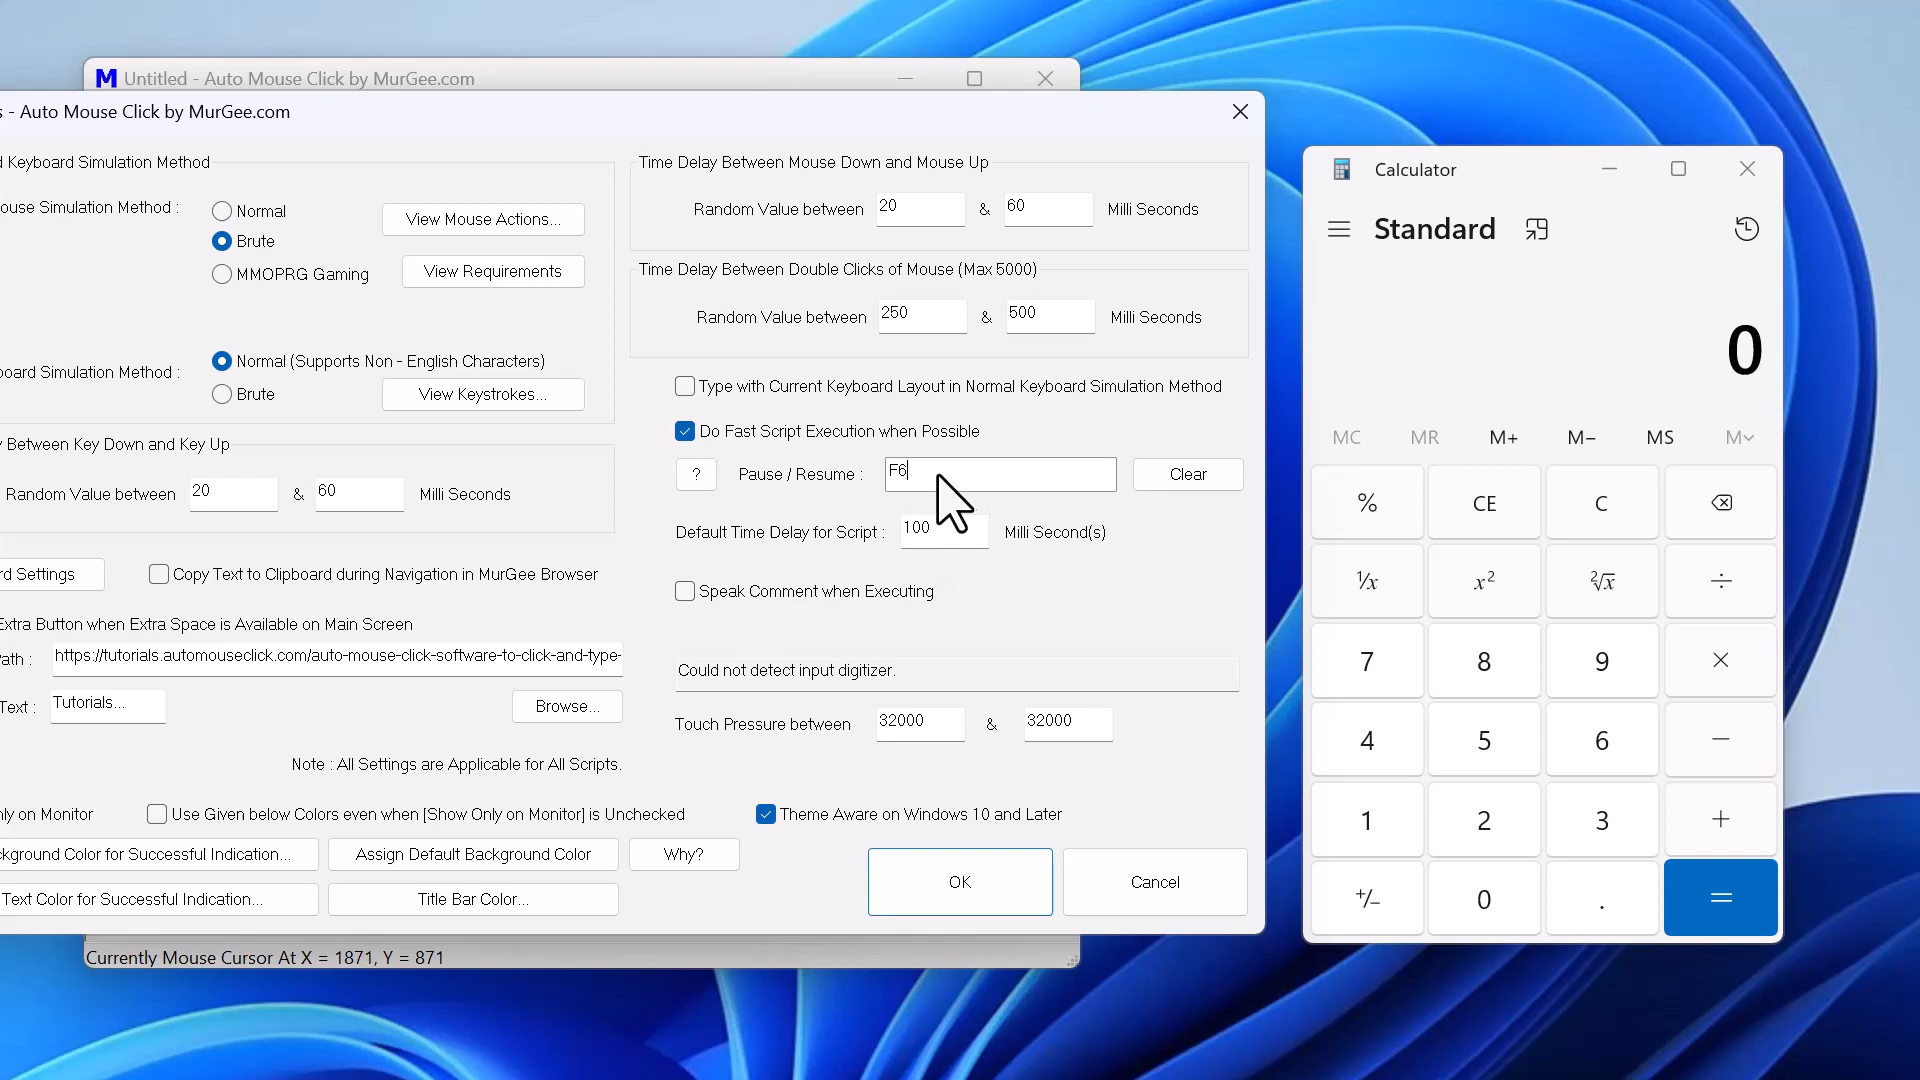 M Untitled - Auto Mouse Click by MurGee.com
s - Auto Mouse Click by MurGee.com
d Keyboard Simulation Method
ouse Simulation Method :
Normal
View Mouse Actions...
Brute
MMOPRG Gaming
View Requirements
oard Simulation Method :
Normal (Supports Non - English Characters)
Brute
View Keystrokes...
y Between Key Down and Key Up
Random Value between 20 & 60 Milli Seconds
rd Settings
Copy Text to Clipboard during Navigation in MurGee Browser
Extra Button when Extra Space is Available on Main Screen
ath : https://tutorials.automouseclick.com/auto-mouse-click-software-to-click-and-type-
Text : Tutorials...
Browse...
Note : All Settings are Applicable for All Scripts.
Time Delay Between Mouse Down and Mouse Up
Random Value between 20 & 60 Milli Seconds
Time Delay Between Double Clicks of Mouse (Max 5000)
Random Value between 250 & 500 Milli Seconds
Type with Current Keyboard Layout in Normal Keyboard Simulation Method
Do Fast Script Execution when Possible
? Pause / Resume : F6 Clear
Default Time Delay for Script : 100 Milli Second(s)
Speak Comment when Executing
Could not detect input digitizer.
Touch Pressure between 32000 & 32000
nly on Monitor
Use Given below Colors even when [Show Only on Monitor] is Unchecked
Theme Aware on Windows 10 and Later
kground Color for Successful Indication...
Assign Default Background Color
Why?
Text Color for Successful Indication...
Title Bar Color...
OK
Cancel
Currently Mouse Cursor At X = 1871, Y = 871
Calculator
Standard
0
MC MR M+ M− MS M
% CE C
1/x x² ²√x ÷
7 8 9 ×
4 5 6 −
1 2 3 +
+/− 0 . =